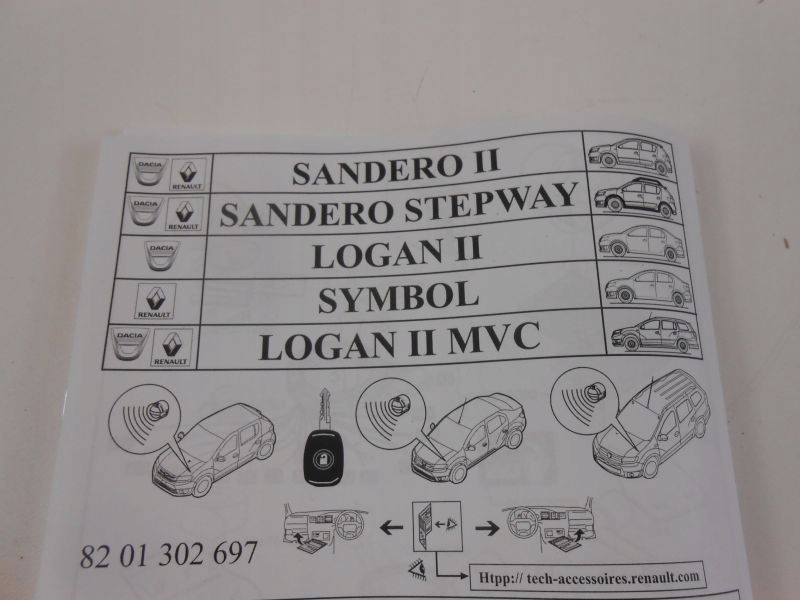 DACIA RENAULT SANDERO II
DACIA RENAULT SANDERO STEPWAY
DACIA LOGAN II
RENAULT SYMBOL
DACIA RENAULT LOGAN II MVC
82 01 302 697
Htpp// tech-accessoires.renault.com